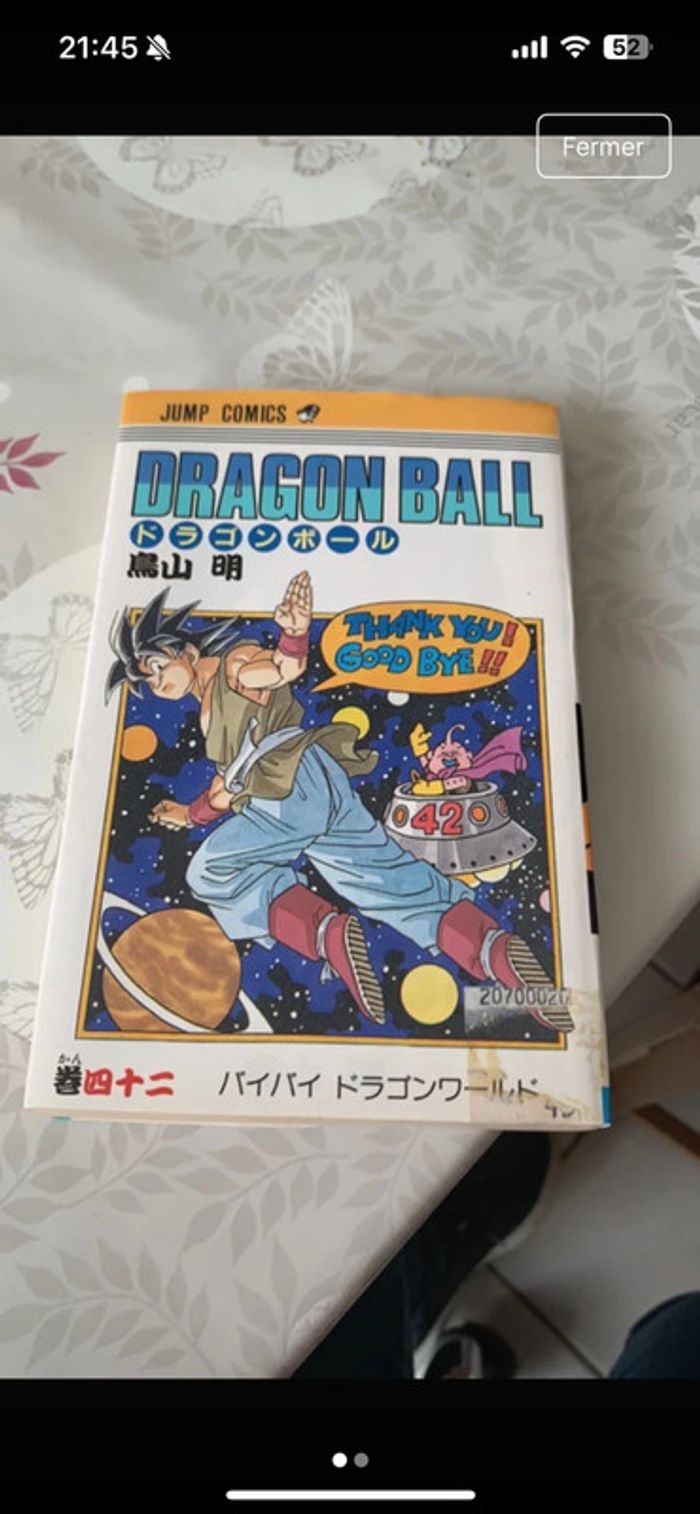 21:45
52
Fermer
JUMP COMICS
DRAGON BALL
ドラゴンボール
鳥山 明
THANK YOU!
GOOD BYE!!
42
2070002
かん
巻四十二 バイバイ ドラゴンワールド